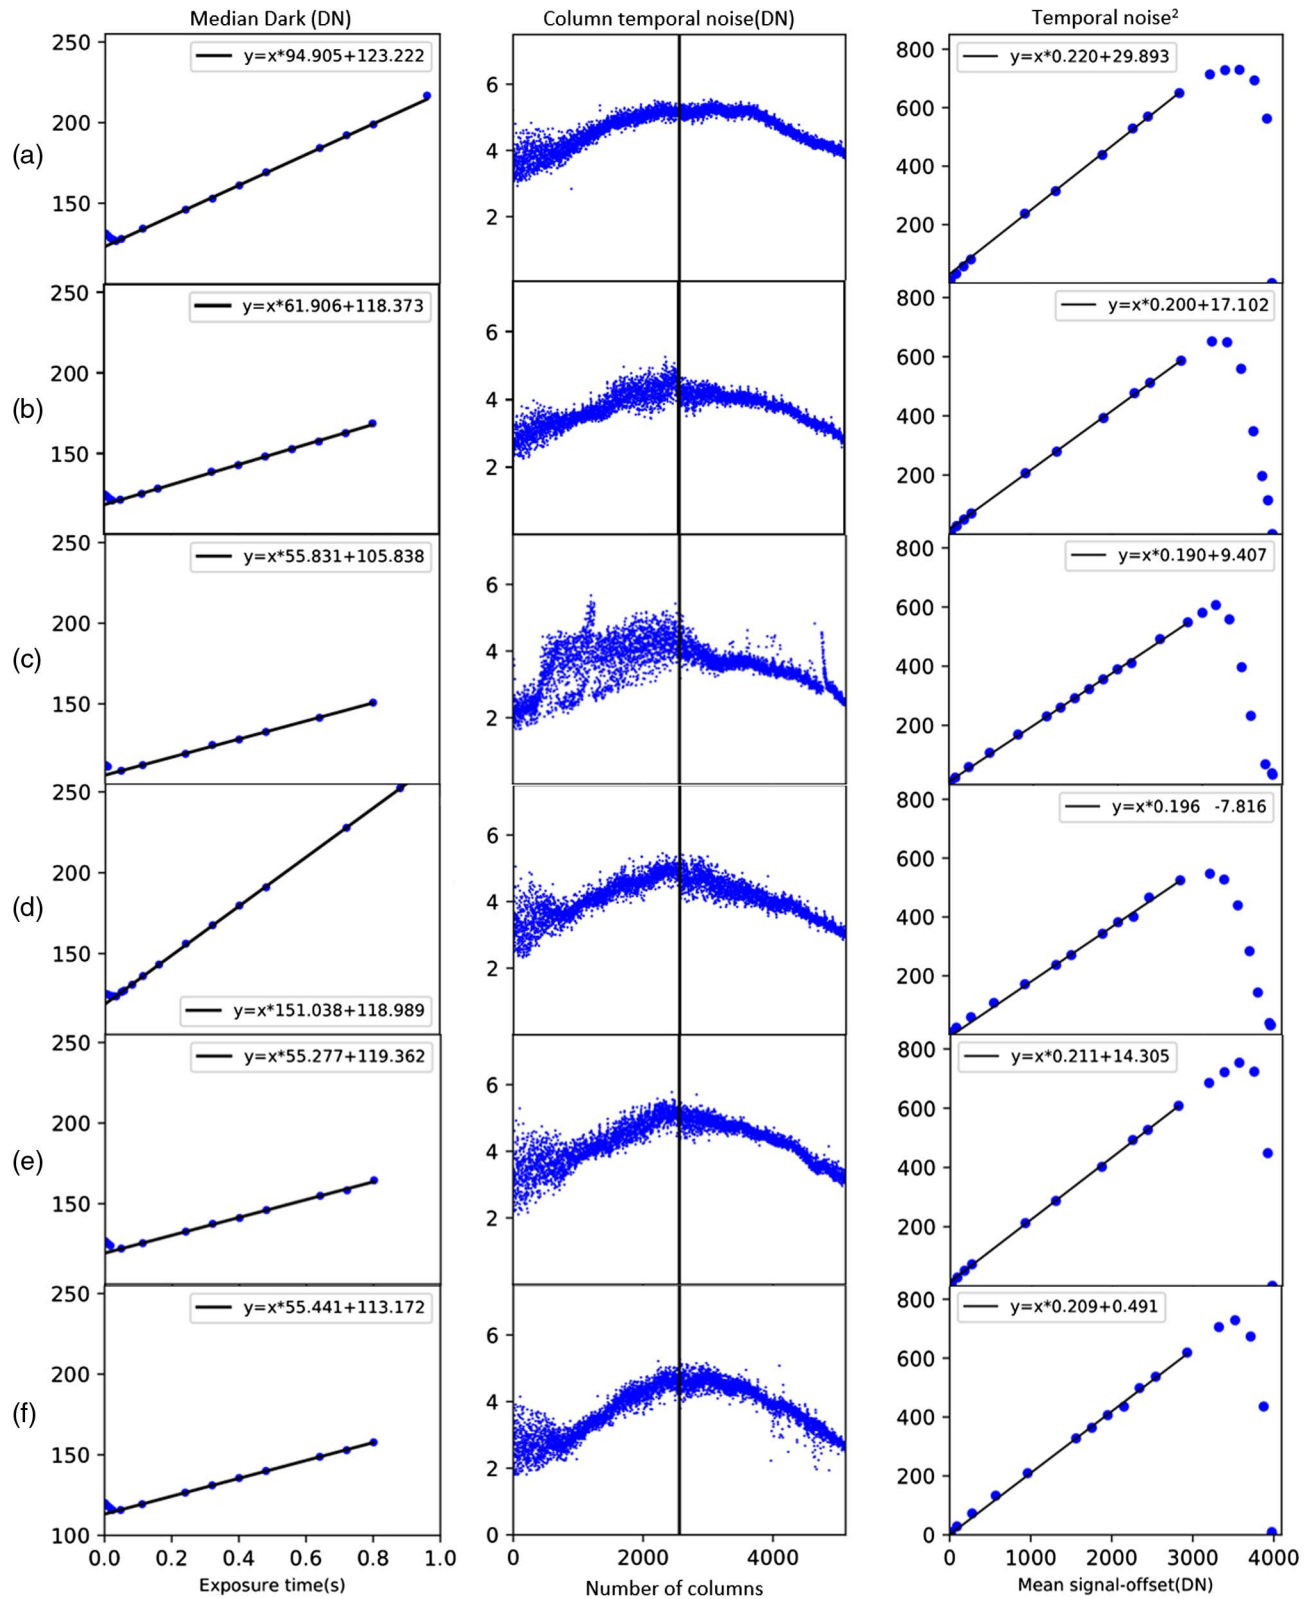 Median Dark (DN)
Column temporal noise(DN)
Temporal noise²
(a)
250
200
150
y=x*94.905+123.222
6
4
2
800
600
400
200
y=x*0.220+29.893
(b)
250
200
150
y=x*61.906+118.373
6
4
2
800
600
400
200
y=x*0.200+17.102
(c)
250
200
150
y=x*55.831+105.838
6
4
2
800
600
400
200
y=x*0.190+9.407
(d)
250
200
150
y=x*151.038+118.989
6
4
2
800
600
400
200
y=x*0.196 -7.816
(e)
250
200
150
y=x*55.277+119.362
6
4
2
800
600
400
200
y=x*0.211+14.305
(f)
250
200
150
100
y=x*55.441+113.172
6
4
2
0
800
600
400
200
0
y=x*0.209+0.491
0.0 0.2 0.4 0.6 0.8 1.0
Exposure time(s)
0 2000 4000
Number of columns
0 1000 2000 3000 4000
Mean signal-offset(DN)